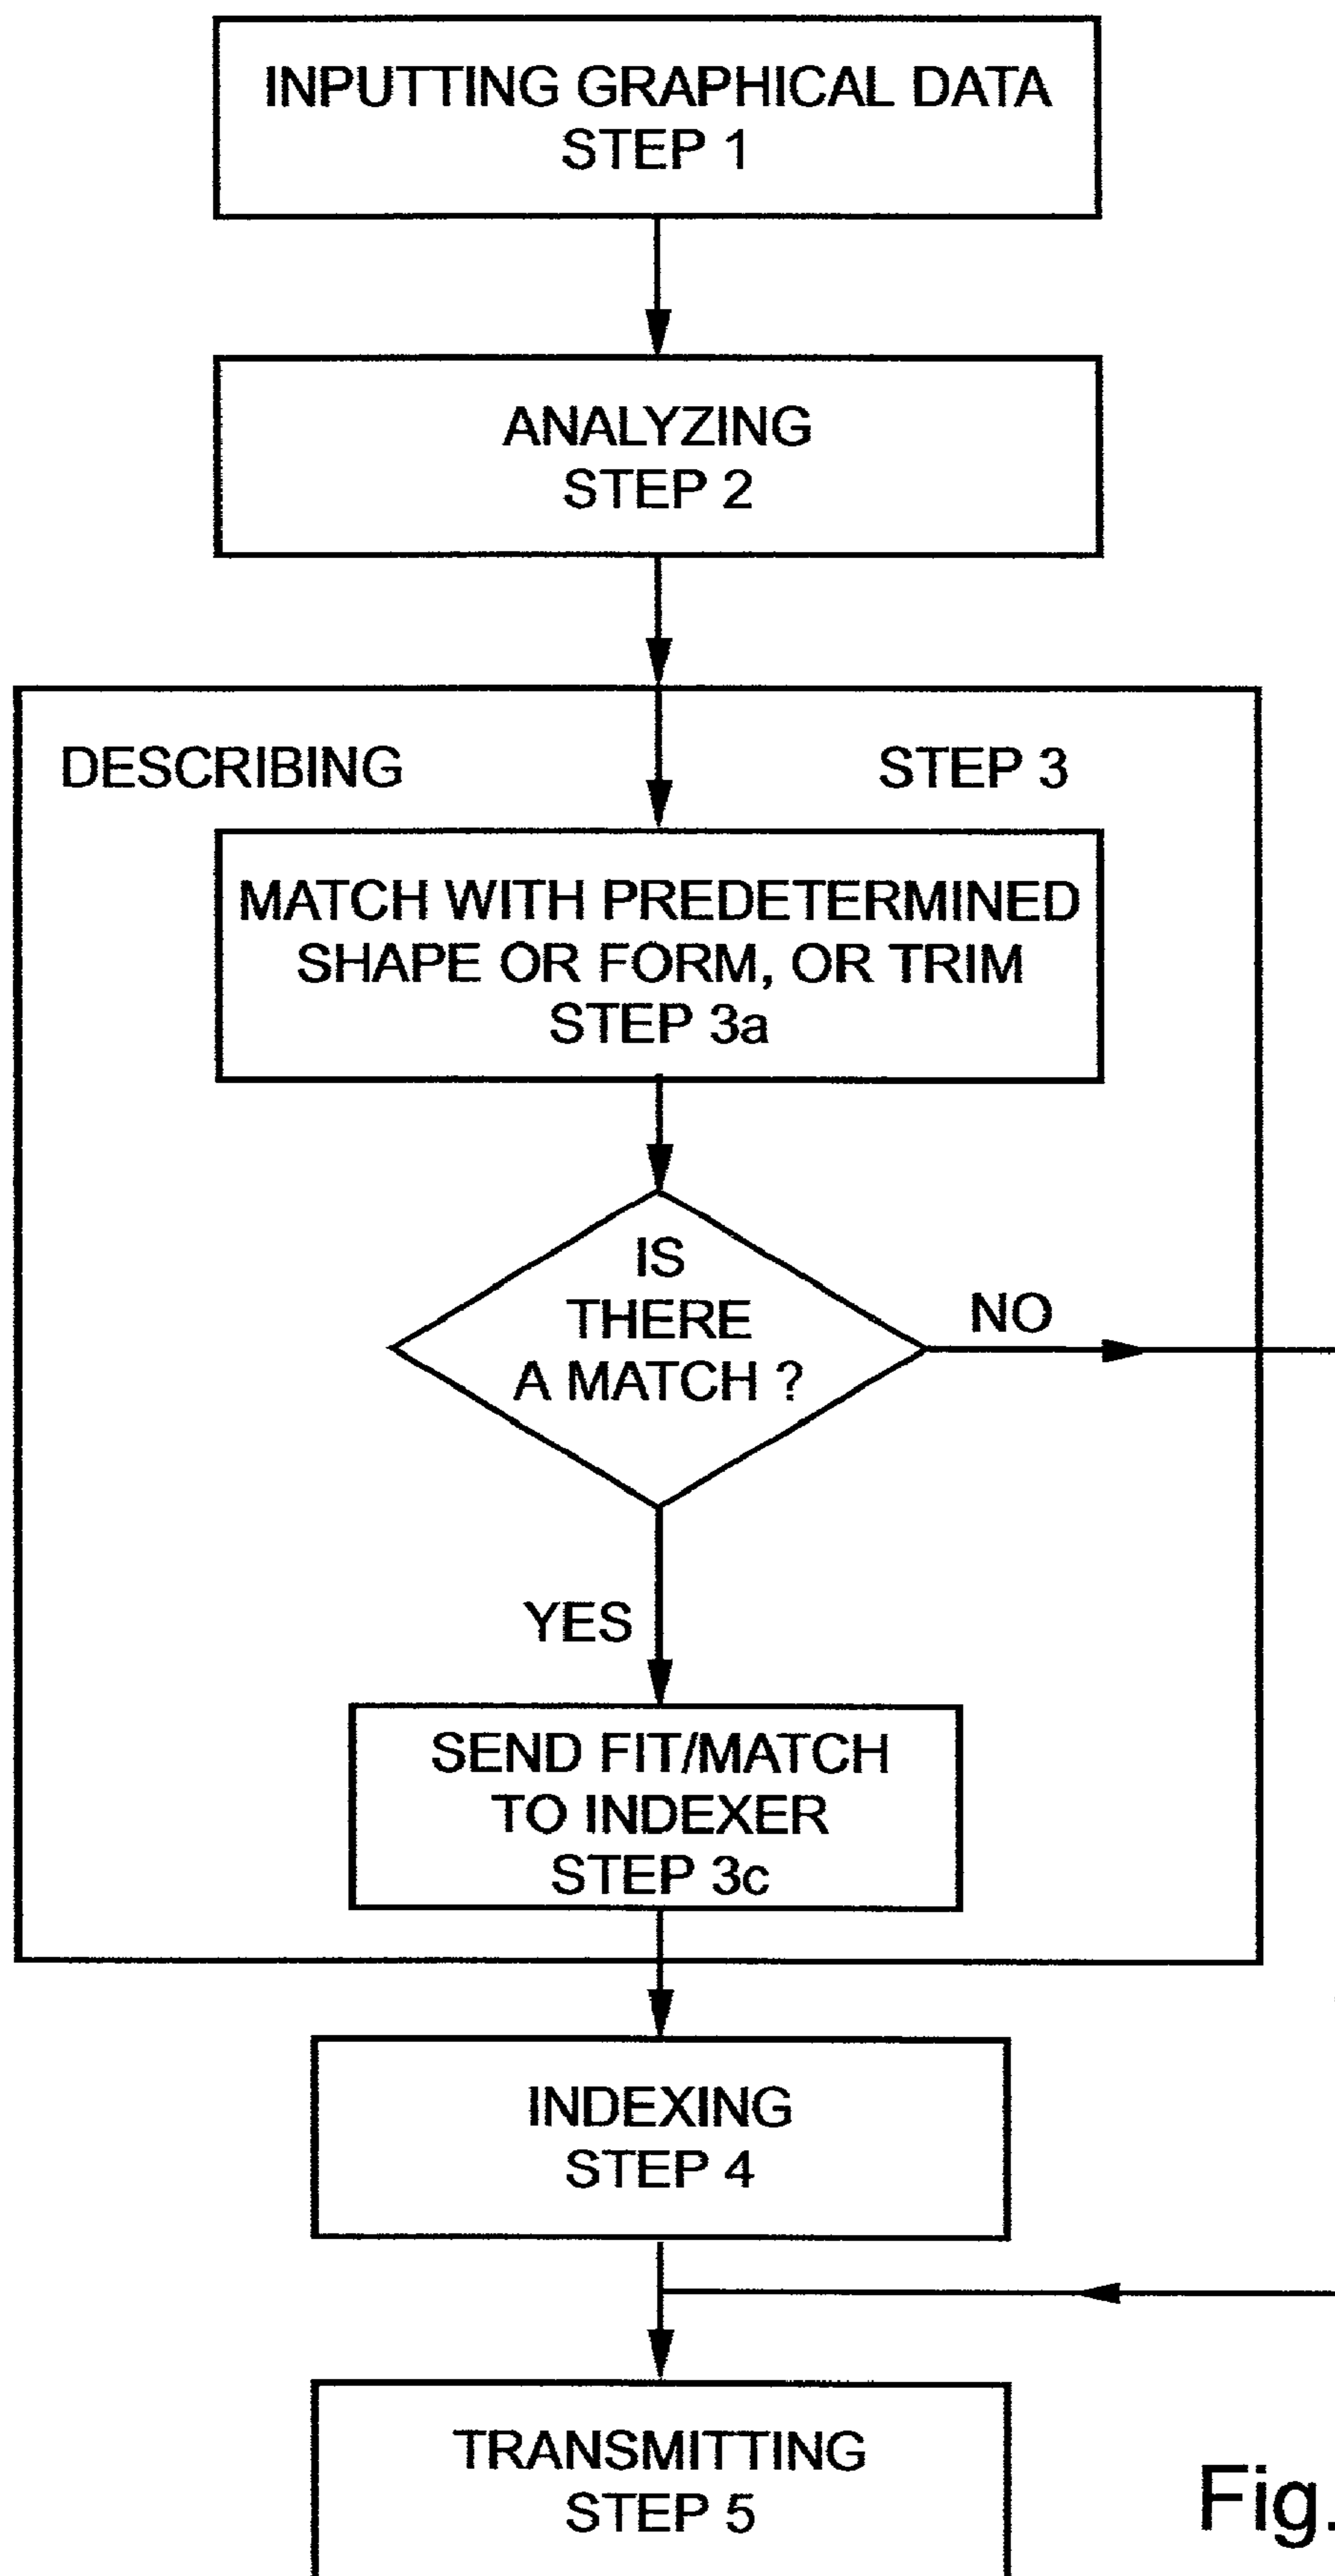 INPUTTING GRAPHICAL DATA
STEP 1
ANALYZING
STEP 2
DESCRIBING
STEP 3
MATCH WITH PREDETERMINED
SHAPE OR FORM, OR TRIM
STEP 3a
IS
THERE
A MATCH ?
NO
YES
SEND FIT/MATCH
TO INDEXER
STEP 3c
INDEXING
STEP 4
TRANSMITTING
STEP 5
Fig.